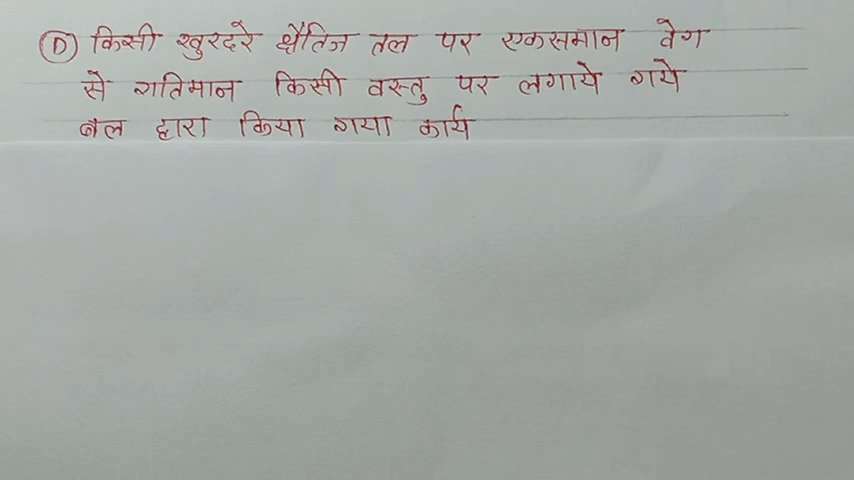 (D) किसी खुरदरे क्षैतिज तल पर एकसमान वेग
से गतिमान किसी वस्तु पर लगाये गये
बल द्वारा किया गया कार्य